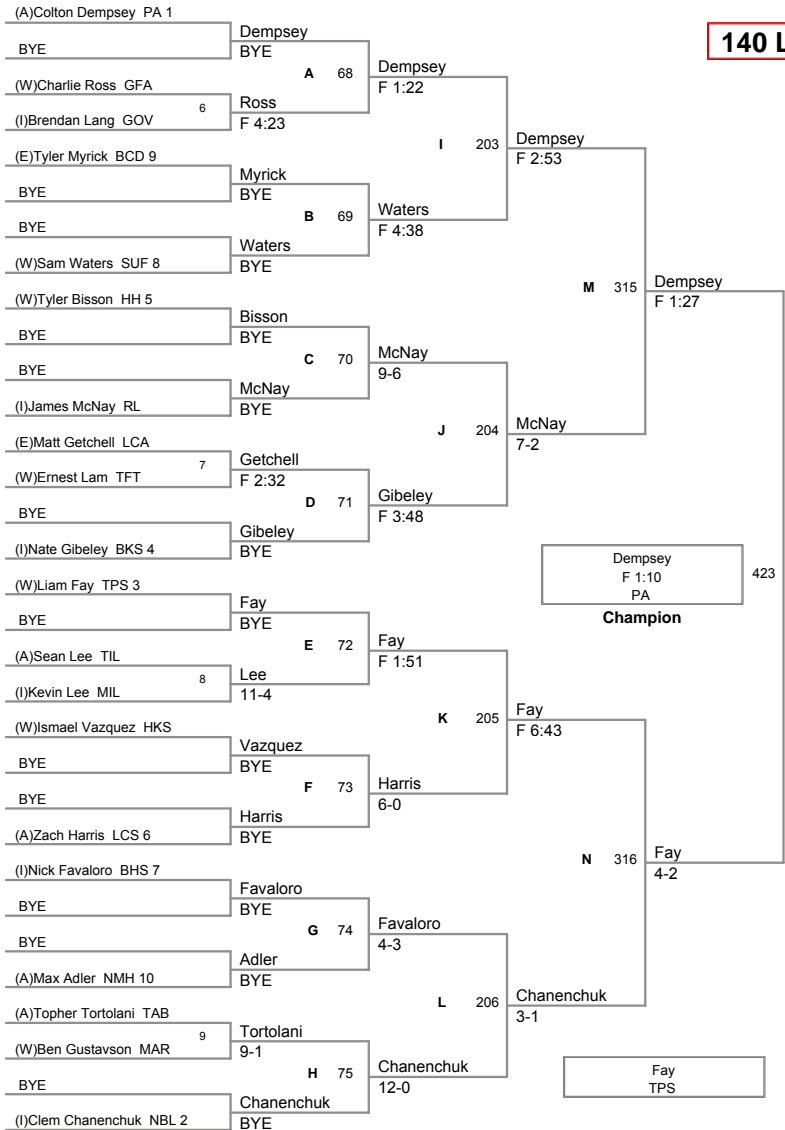 140 L
(A)Colton Dempsey PA 1
BYE
(W)Charlie Ross GFA
6
(I)Brendan Lang GOV
(E)Tyler Myrick BCD 9
BYE
BYE
(W)Sam Waters SUF 8
(W)Tyler Bisson HH 5
BYE
BYE
(I)James McNay RL
(E)Matt Getchell LCA
7
(W)Ernest Lam TFT
BYE
(I)Nate Gibeley BKS 4
(W)Liam Fay TPS 3
BYE
(A)Sean Lee TIL
8
(I)Kevin Lee MIL
(W)Ismael Vazquez HKS
BYE
BYE
(A)Zach Harris LCS 6
(I)Nick Favaloro BHS 7
BYE
BYE
(A)Max Adler NMH 10
(A)Topher Tortolani TAB
9
(W)Ben Gustavson MAR
BYE
(I)Clem Chanenchuk NBL 2
Dempsey
BYE
A 68
Ross
F 4:23
Myrick
BYE
B 69
Waters
BYE
Bisson
BYE
C 70
McNay
BYE
Getchell
F 2:32
D 71
Gibeley
BYE
Fay
BYE
E 72
Lee
11-4
Vazquez
BYE
F 73
Harris
BYE
Favaloro
BYE
G 74
Adler
BYE
Tortolani
9-1
H 75
Chanenchuk
BYE
Dempsey
F 1:22
I 203
Waters
F 4:38
McNay
9-6
J 204
Gibeley
F 3:48
Fay
F 1:51
K 205
Harris
6-0
Favaloro
4-3
L 206
Chanenchuk
12-0
Dempsey
F 2:53
M 315
McNay
7-2
Fay
F 6:43
N 316
Chanenchuk
3-1
Dempsey
F 1:27
Fay
4-2
Dempsey
F 1:10
PA
423
Champion
Fay
TPS